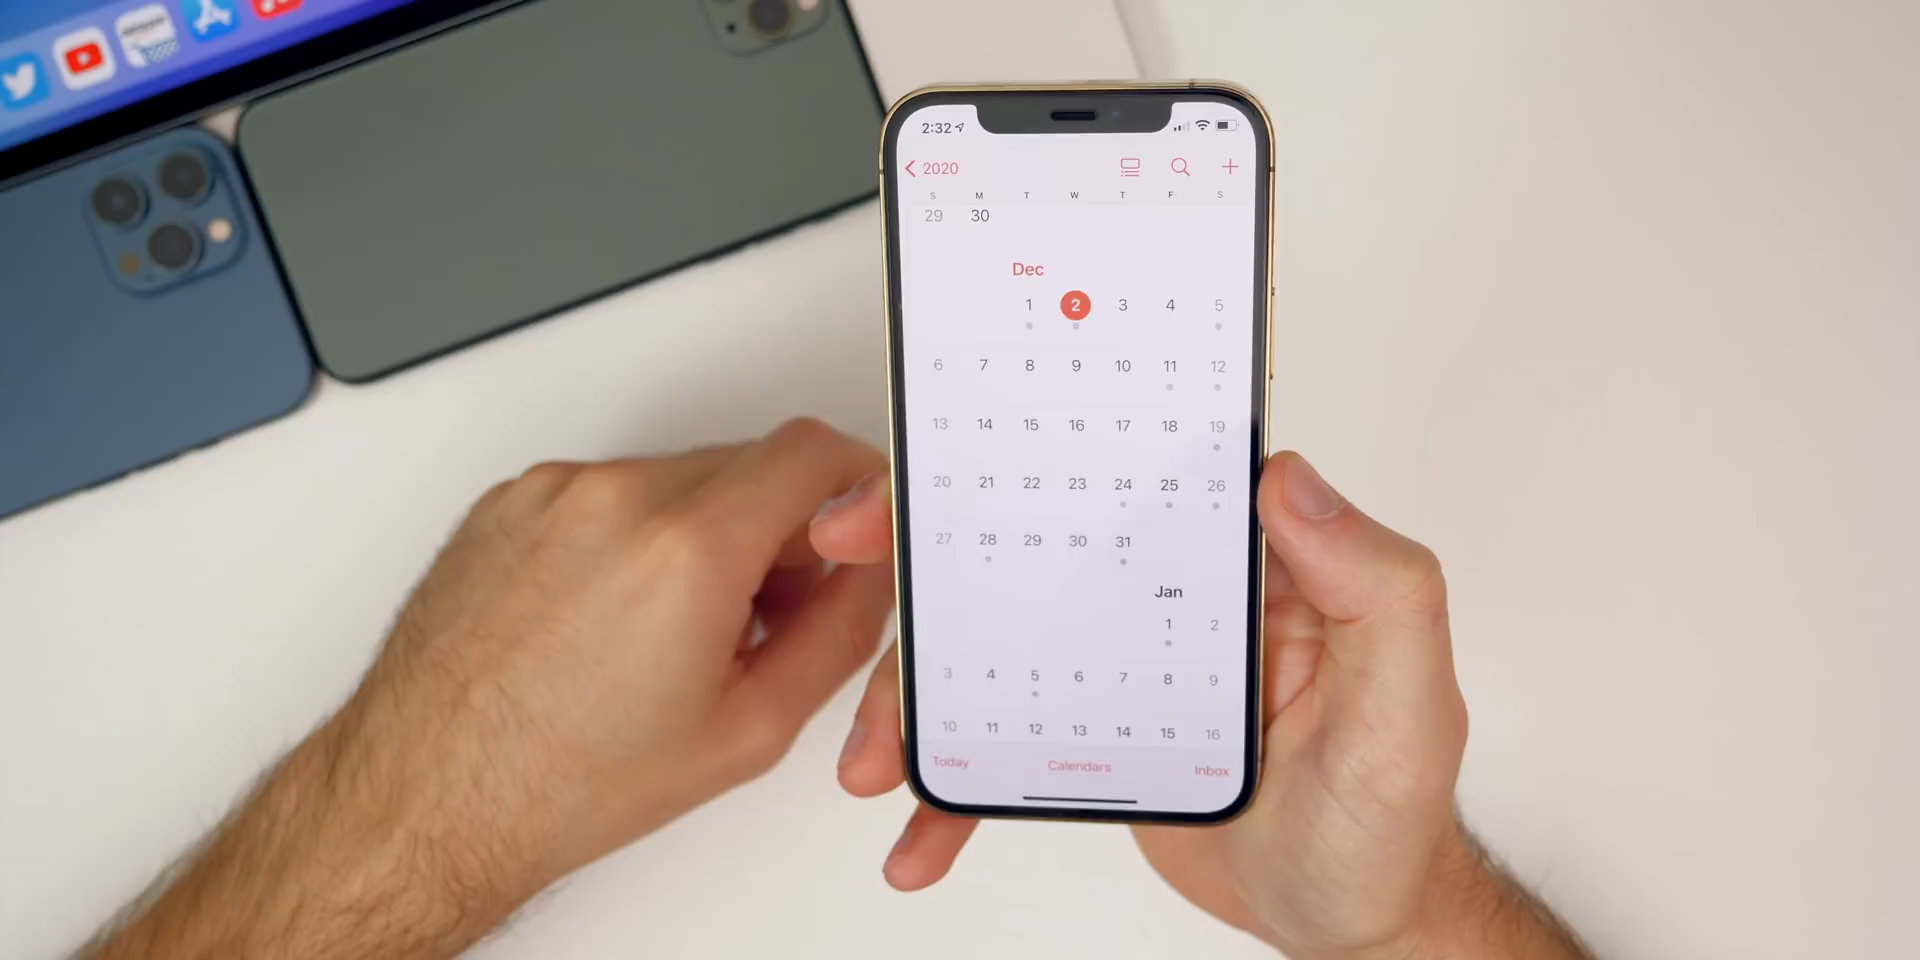 2:32
2020
S M T W T F S
29 30
Dec
1 2 3 4 5
6 7 8 9 10 11 12
13 14 15 16 17 18 19
20 21 22 23 24 25 26
27 28 29 30 31
Jan
1 2
3 4 5 6 7 8 9
10 11 12 13 14 15 16
Today Calendars Inbox